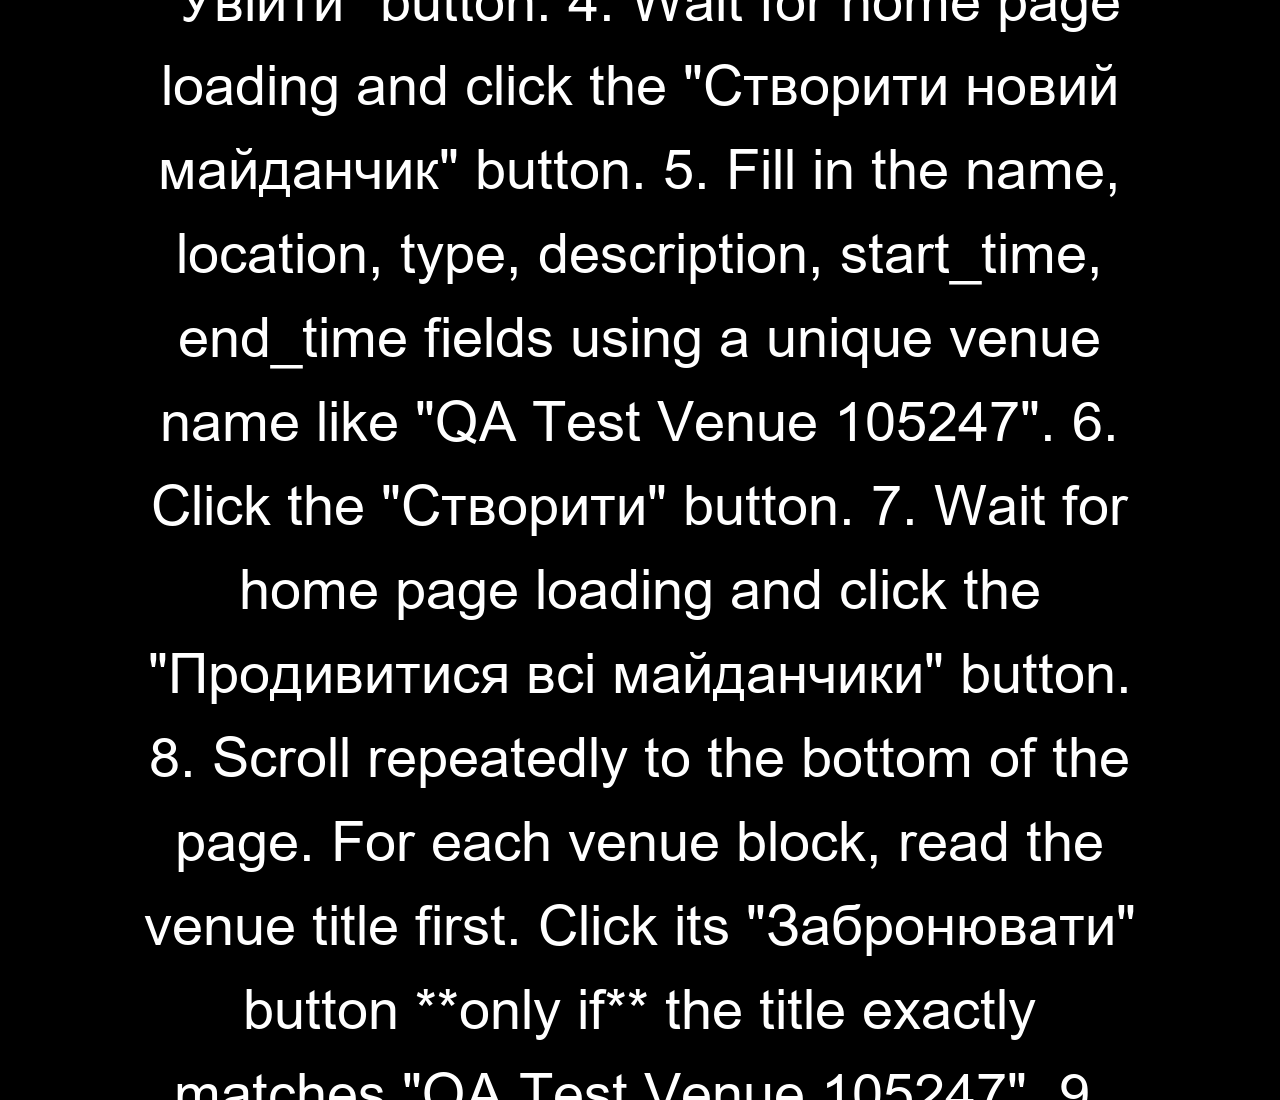 "Увійти" button. 4. Wait for home page
loading and click the "Створити новий
майданчик" button. 5. Fill in the name,
location, type, description, start_time,
end_time fields using a unique venue
name like "QA Test Venue 105247". 6.
Click the "Створити" button. 7. Wait for
home page loading and click the
"Продивитися всі майданчики" button.
8. Scroll repeatedly to the bottom of the
page. For each venue block, read the
venue title first. Click its "Забронювати"
button **only if** the title exactly
matches "QA Test Venue 105247". 9.